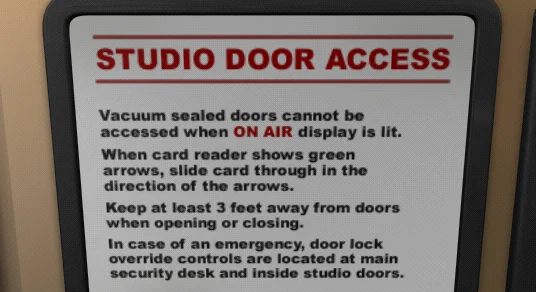 STUDIO DOOR ACCESS
Vacuum sealed doors cannot be
accessed when ON AIR display is lit.
When card reader shows green
arrows, slide card through in the
direction of the arrows.
Keep at least 3 feet away from doors
when opening or closing.
In case of an emergency, door lock
override controls are located at main
security desk and inside studio doors.